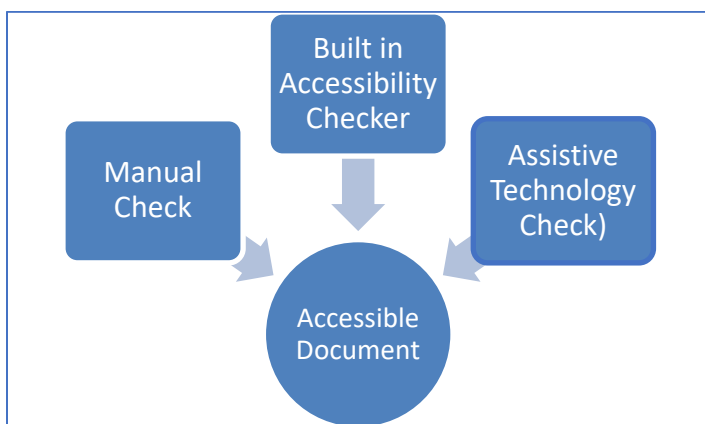 Built in
Accessibility
Checker
Manual
Check
Assistive
Technology
Check)
Accessible
Document